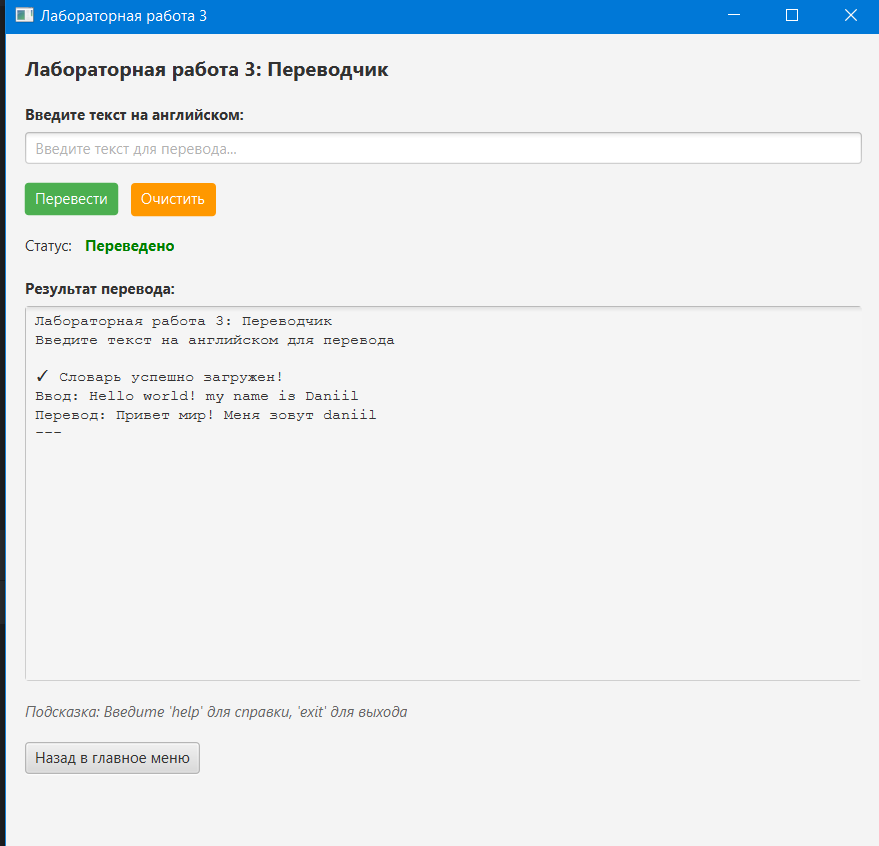 Лабораторная работа 3
Лабораторная работа 3: Переводчик
Введите текст на английском:
Введите текст для перевода...
Перевести Очистить
Статус: Переведено
Результат перевода:
Лабораторная работа 3: Переводчик
Введите текст на английском для перевода
✓ Словарь успешно загружен!
Ввод: Hello world! my name is Daniil
Перевод: Привет мир! Меня зовут daniil
---
Подсказка: Введите 'help' для справки, 'exit' для выхода
Назад в главное меню